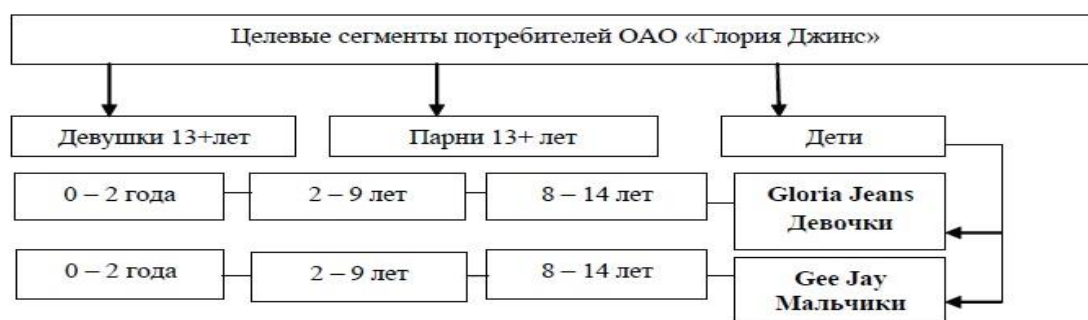 Целевые сегменты потребителей ОАО «Глория Джинс»
Девушки 13+лет
Парни 13+ лет
Дети
0 – 2 года
2 – 9 лет
8 – 14 лет
Gloria Jeans
Девочки
0 – 2 года
2 – 9 лет
8 – 14 лет
Gee Jay
Мальчики